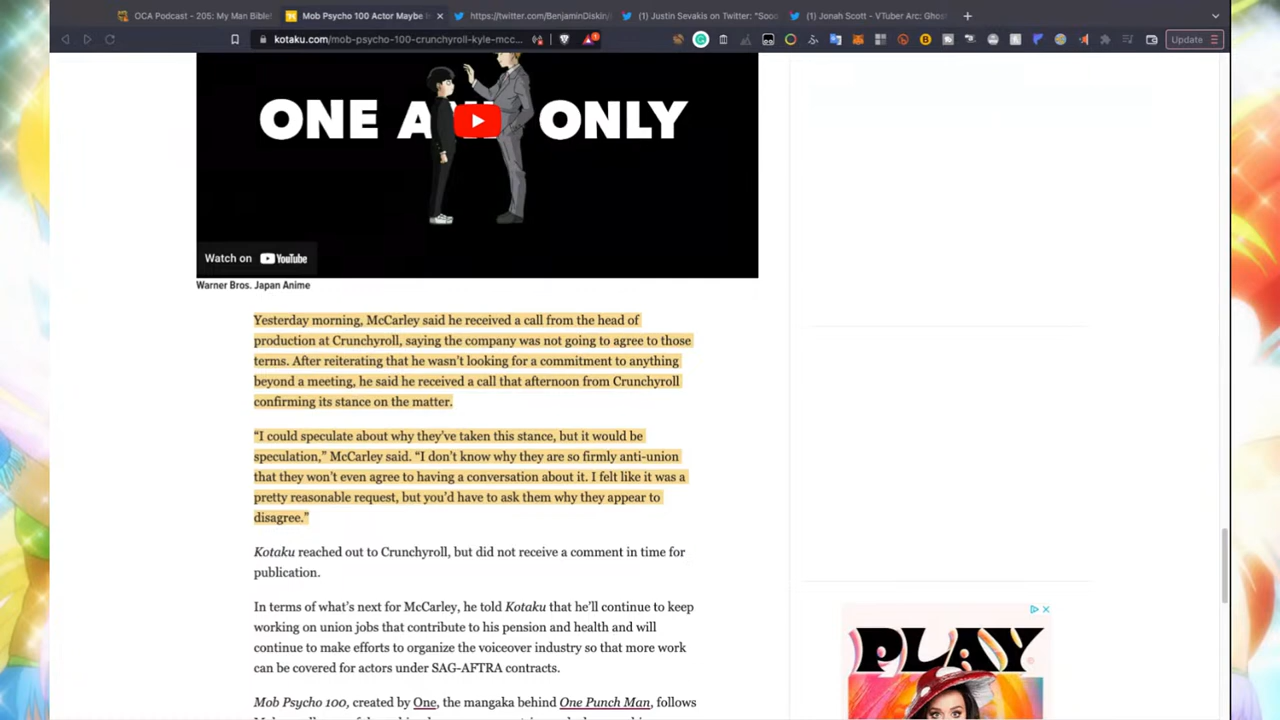 OCA Podcast - 205: My Man Bible!
Mob Psycho 100 Actor Maybe
https://twitter.com/BenjaminDiskin/
(1) Justin Sevakis on Twitter: "Sooo
(1) Jonah Scott - VTuber Arc: Ghos
kotaku.com/mob-psycho-100-crunchyroll-kyle-mcc...
Update
ONE A ONLY
Watch on YouTube
Warner Bros. Japan Anime
Yesterday morning, McCarley said he received a call from the head of
production at Crunchyroll, saying the company was not going to agree to those
terms. After reiterating that he wasn't looking for a commitment to anything
beyond a meeting, he said he received a call that afternoon from Crunchyroll
confirming its stance on the matter.
“I could speculate about why they've taken this stance, but it would be
speculation,” McCarley said. “I don't know why they are so firmly anti-union
that they won't even agree to having a conversation about it. I felt like it was a
pretty reasonable request, but you'd have to ask them why they appear to
disagree.”
Kotaku reached out to Crunchyroll, but did not receive a comment in time for
publication.
In terms of what's next for McCarley, he told Kotaku that he'll continue to keep
working on union jobs that contribute to his pension and health and will
continue to make efforts to organize the voiceover industry so that more work
can be covered for actors under SAG-AFTRA contracts.
Mob Psycho 100, created by One, the mangaka behind One Punch Man, follows
PLAY